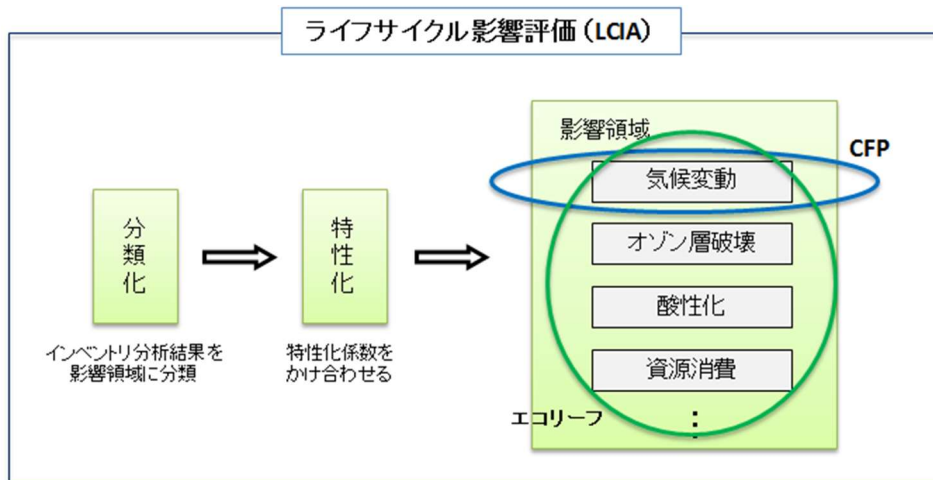 ライフサイクル影響評価（LCIA）
影響領域
CFP
気候変動
分類化
特性化
オゾン層破壊
酸性化
インベントリ分析結果を
影響領域に分類
特性化係数を
かけ合わせる
資源消費
エコリーフ
：